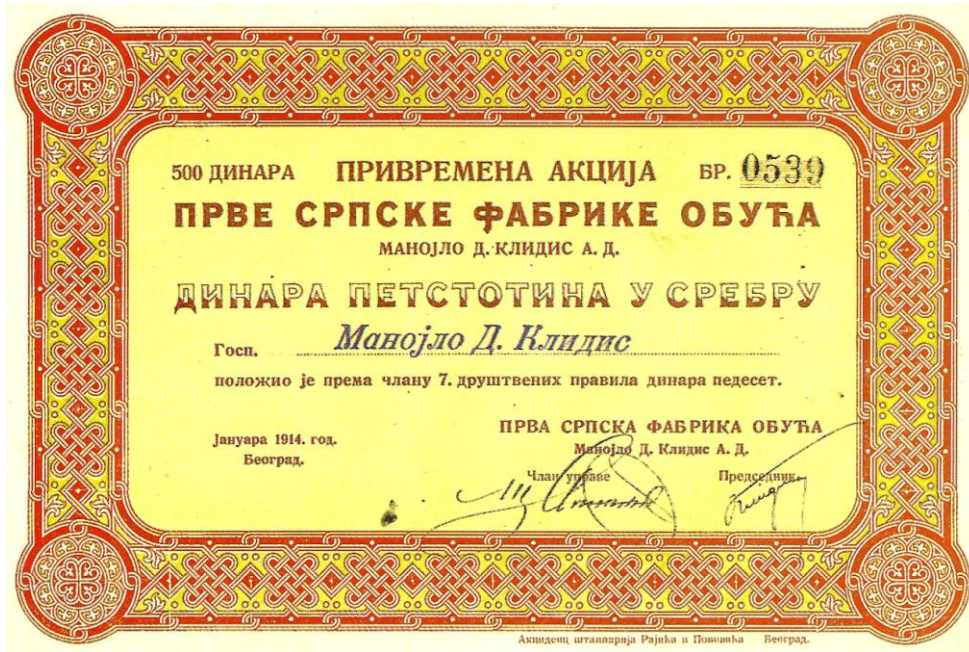 500 ДИНАРА ПРИВРЕМЕНА АКЦИЈА БР. 0539
ПРВЕ СРПСКЕ ФАБРИКЕ ОБУЋА
МАНОЈЛО Д. КЛИДИС А. Д.
ДИНАРА ПЕТСТОТИНА У СРЕБРУ
Госп. Манојло Д. Клидис
положио је према члану 7. друштвених правила динара педесет.
Јануара 1914. год.
Београд.
ПРВА СРПСКА ФАБРИКА ОБУЋА
Манојло Д. Клидис А. Д.
Члан управе Председник
Акциденц штампарија Рајића и Поповића Београд.